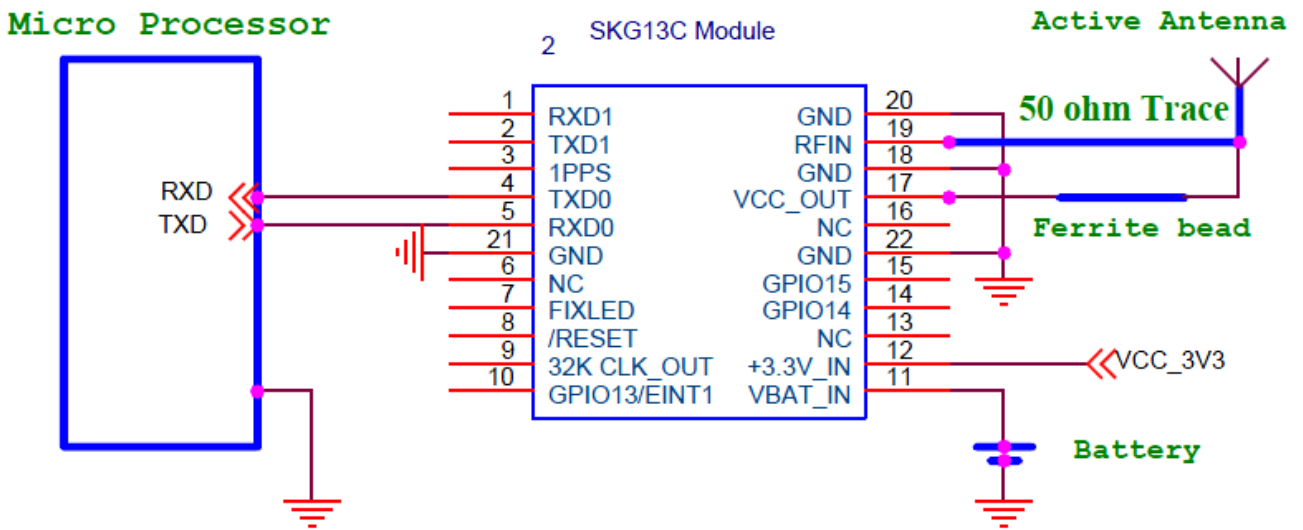 Micro Processor
2
SKG13C Module
Active Antenna
50 ohm Trace
1
RXD1
GND
20
2
TXD1
RFIN
19
3
1PPS
GND
18
RXD
4
TXD0
VCC_OUT
17
TXD
5
RXD0
NC
16
Ferrite bead
21
GND
GND
22
6
NC
GPIO15
15
7
FIXLED
GPIO14
14
8
/RESET
NC
13
9
32K CLK_OUT
+3.3V_IN
12
VCC_3V3
10
GPIO13/EINT1
VBAT_IN
11
Battery